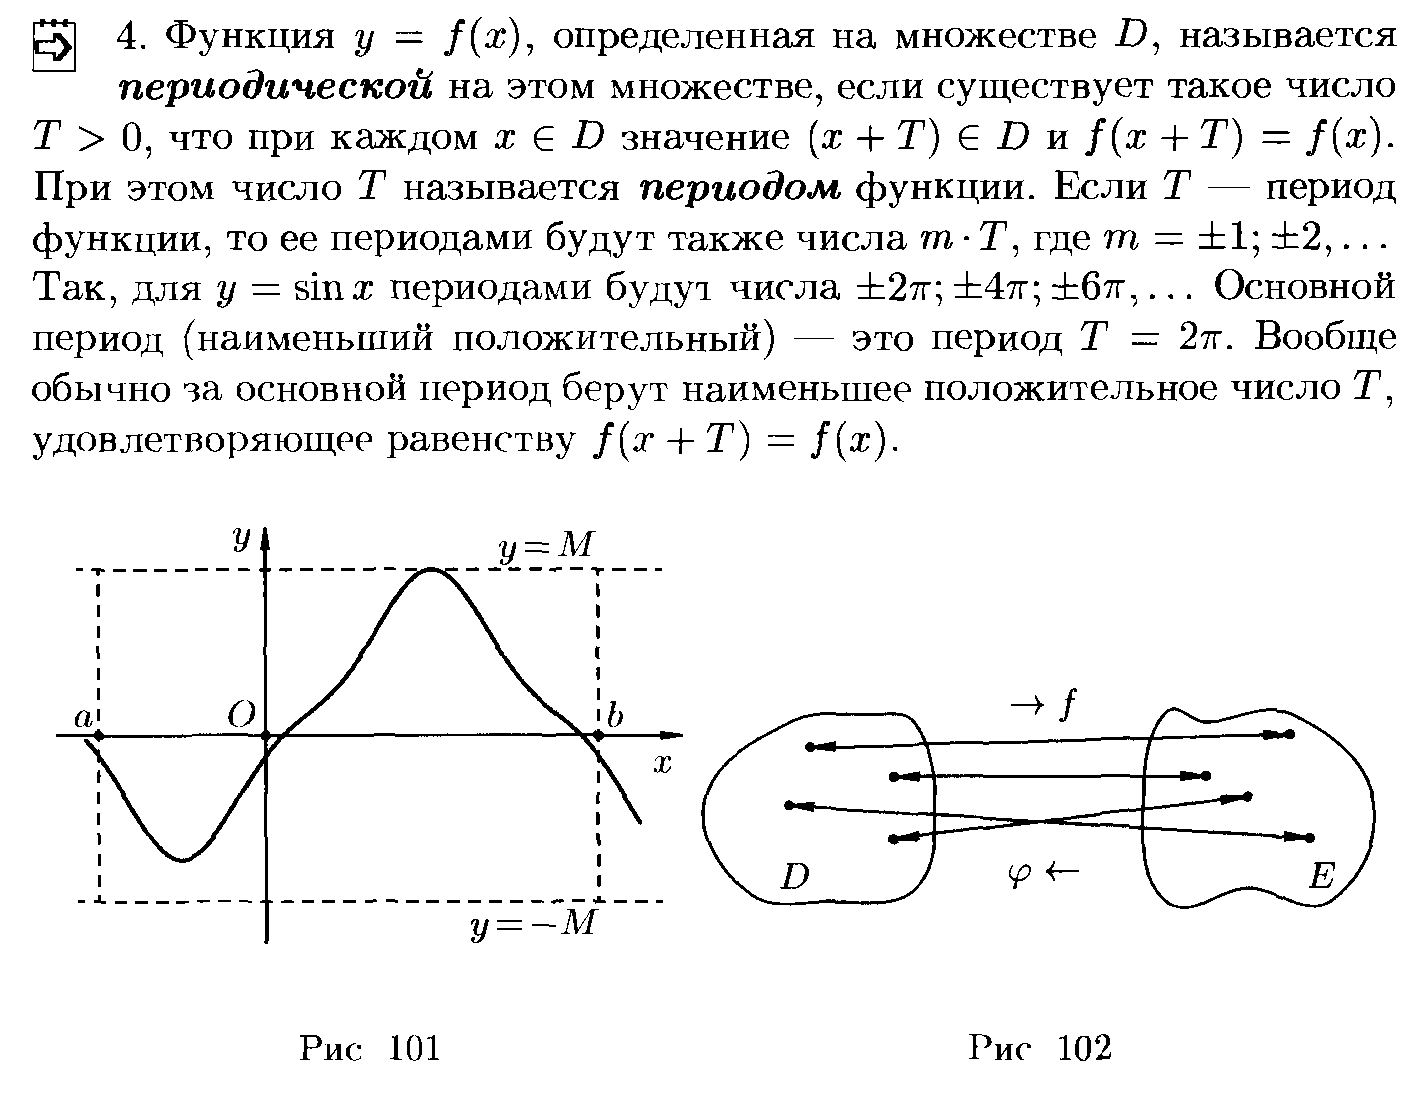 4. Функция y = f(x), определенная на множестве D, называется
периодической на этом множестве, если существует такое число
T > 0, что при каждом x ∈ D значение (x + T) ∈ D и f(x + T) = f(x).
При этом число T называется периодом функции. Если T — период
функции, то ее периодами будут также числа m · T, где m = ±1; ±2, ...
Так, для y = sin x периодами будут числа ±2π; ±4π; ±6π, ... Основной
период (наименьший положительный) — это период T = 2π. Вообще
обычно за основной период берут наименьшее положительное число T,
удовлетворяющее равенству f(x + T) = f(x).
y
y = M
a
O
b
x
y = −M
→ f
D
φ ←
E
Рис 101
Рис 102